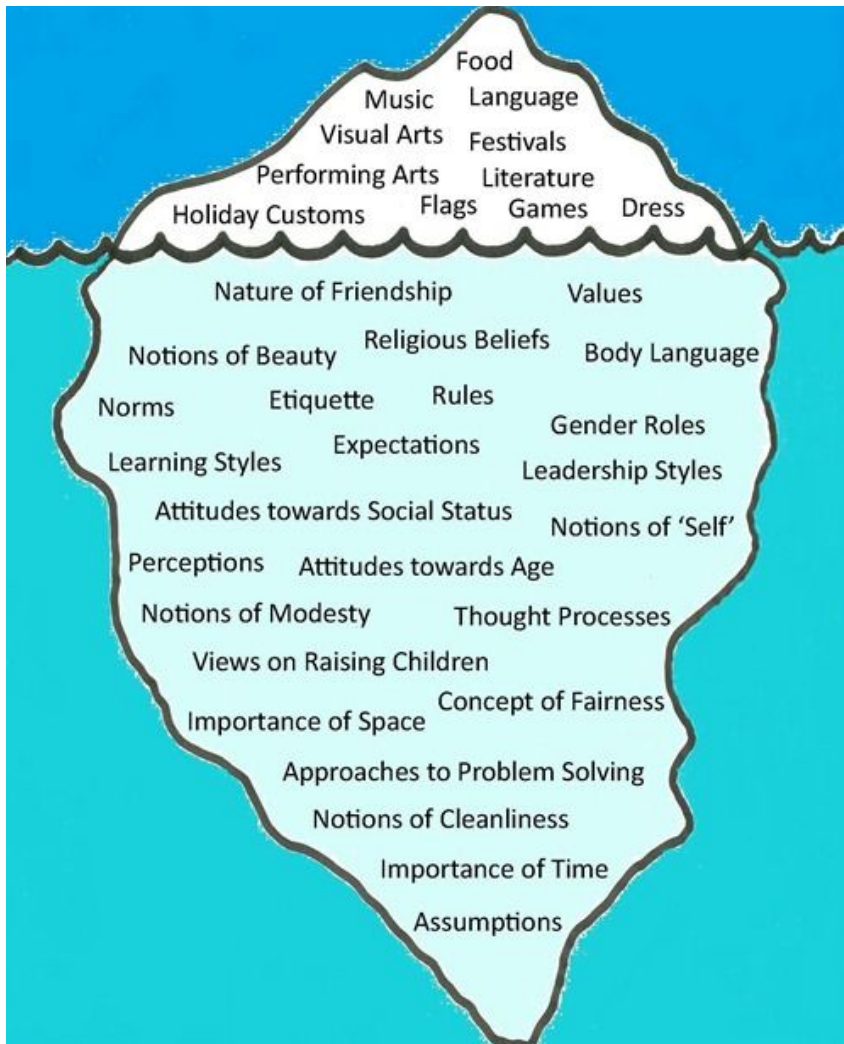 Food
Music Language
Visual Arts Festivals
Performing Arts Literature
Holiday Customs Flags Games Dress
Nature of Friendship Values
Notions of Beauty Religious Beliefs Body Language
Norms Etiquette Rules
Expectations Gender Roles
Learning Styles Leadership Styles
Attitudes towards Social Status Notions of ‘Self’
Perceptions Attitudes towards Age
Notions of Modesty Thought Processes
Views on Raising Children
Importance of Space Concept of Fairness
Approaches to Problem Solving
Notions of Cleanliness
Importance of Time
Assumptions